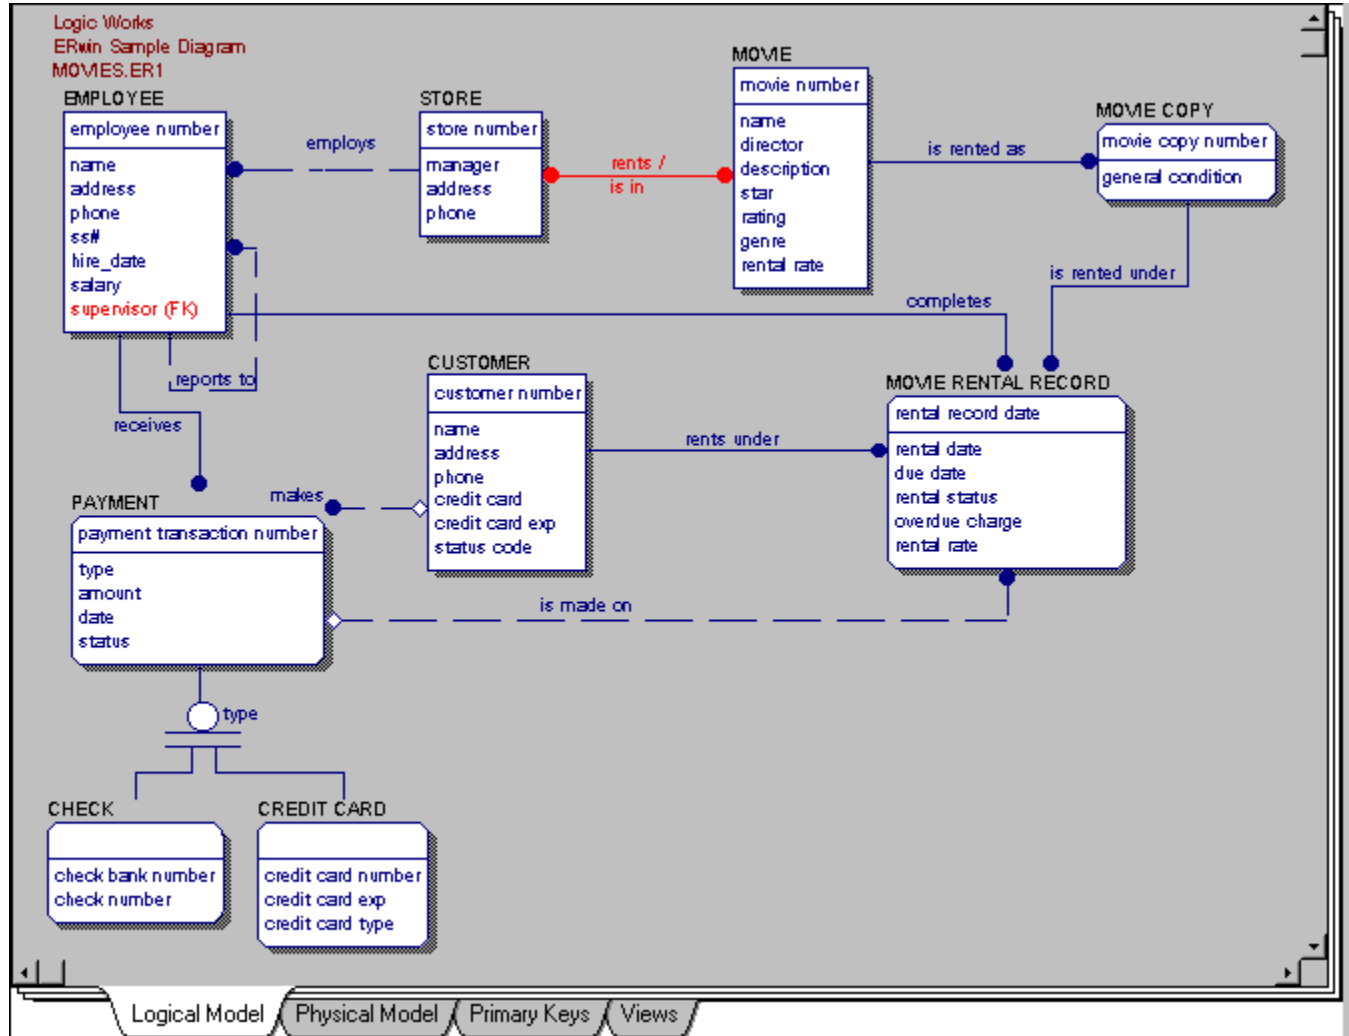 Logic Works
ERwin Sample Diagram
MOVIES.ER1
EMPLOYEE
employee number
name
address
phone
ss#
hire_date
salary
supervisor (FK)
employs
STORE
store number
manager
address
phone
rents /
is in
MOVIE
movie number
name
director
description
star
rating
genre
rental rate
is rented as
MOVIE COPY
movie copy number
general condition
is rented under
completes
reports to
receives
CUSTOMER
customer number
name
address
phone
credit card
credit card exp
status code
rents under
MOVIE RENTAL RECORD
rental record date
rental date
due date
rental status
overdue charge
rental rate
makes
PAYMENT
payment transaction number
type
amount
date
status
is made on
type
CHECK
check bank number
check number
CREDIT CARD
credit card number
credit card exp
credit card type
Logical Model
Physical Model
Primary Keys
Views